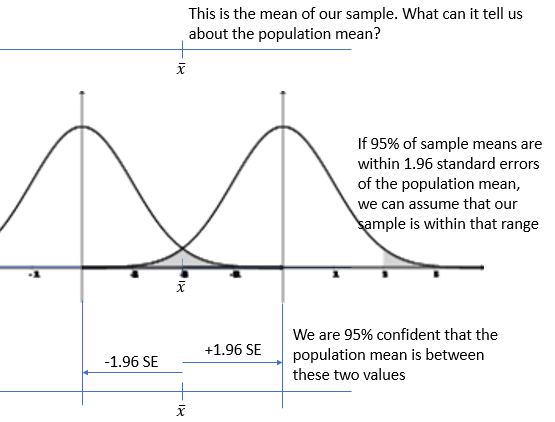 This is the mean of our sample. What can it tell us
about the population mean?
x̄
If 95% of sample means are
within 1.96 standard errors
of the population mean,
we can assume that our
sample is within that range
-1
x̄
We are 95% confident that the
population mean is between
these two values
-1.96 SE
+1.96 SE
x̄